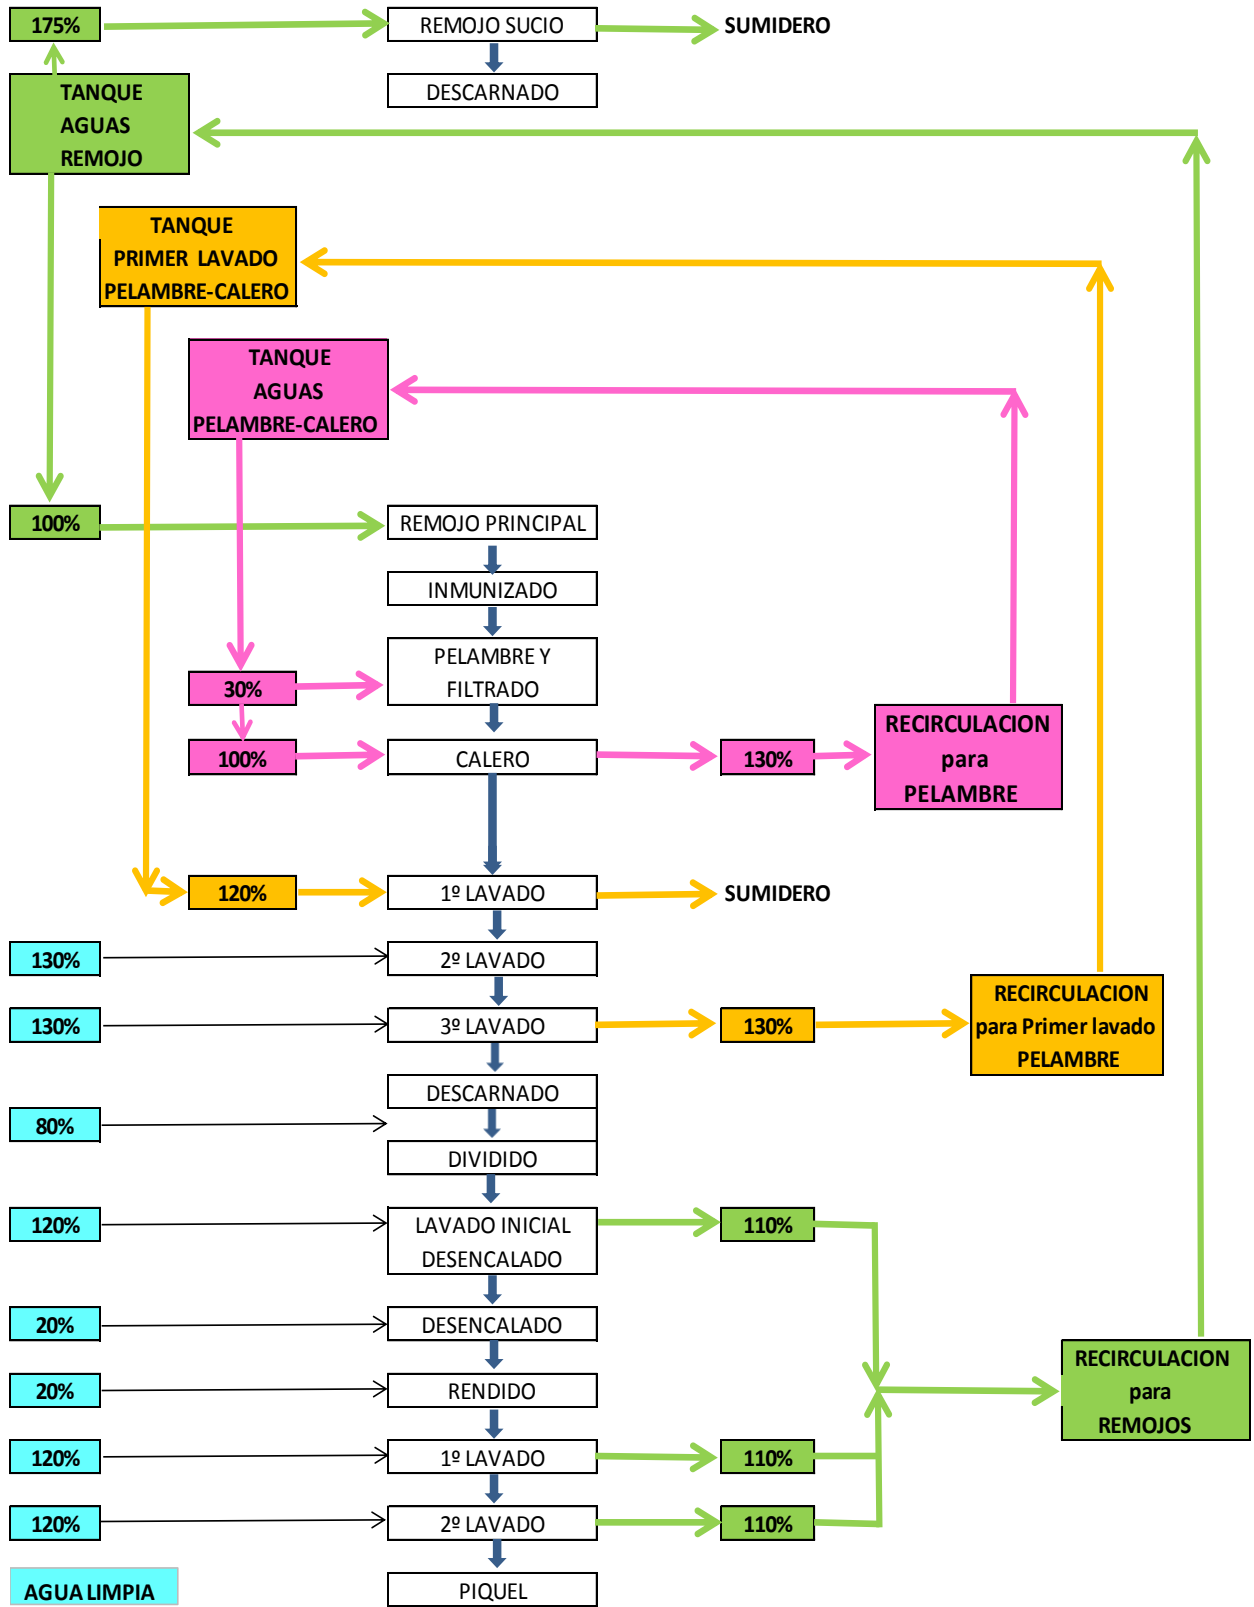 175%
REMOJO SUCIO
SUMIDERO
TANQUE
AGUAS
REMOJO
DESCARNADO
TANQUE
PRIMER LAVADO
PELAMBRE-CALERO
TANQUE
AGUAS
PELAMBRE-CALERO
100%
REMOJO PRINCIPAL
INMUNIZADO
PELAMBRE Y
FILTRADO
30%
100%
CALERO
130%
RECIRCULACION
para
PELAMBRE
120%
1º LAVADO
SUMIDERO
130%
2º LAVADO
130%
3º LAVADO
130%
RECIRCULACION
para Primer lavado
PELAMBRE
DESCARNADO
80%
DIVIDIDO
120%
LAVADO INICIAL
DESENCALADO
110%
20%
DESENCALADO
20%
RENDIDO
RECIRCULACION
para
REMOJOS
120%
1º LAVADO
110%
120%
2º LAVADO
110%
AGUA LIMPIA
PIQUEL